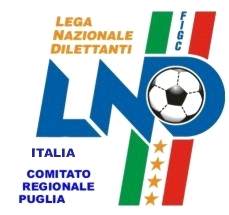 LEGA
NAZIONALE
DILETTANTI
FIGC
LND
ITALIA
COMITATO
REGIONALE
PUGLIA